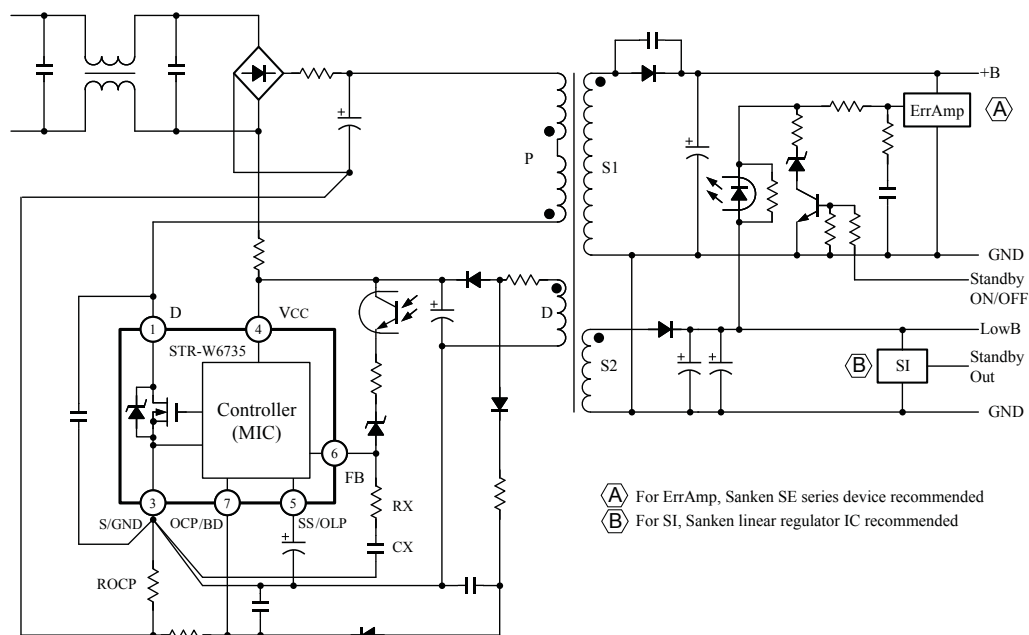 +B
ErrAmp
A
P
S1
GND
Standby
ON/OFF
D
VCC
D
LowB
1
4
STR-W6735
S2
B
SI
Standby
Out
Controller
(MIC)
GND
6
FB
3
7
5
S/GND
OCP/BD
SS/OLP
RX
A For ErrAmp, Sanken SE series device recommended
B For SI, Sanken linear regulator IC recommended
CX
ROCP
+
+
+
+
+
+